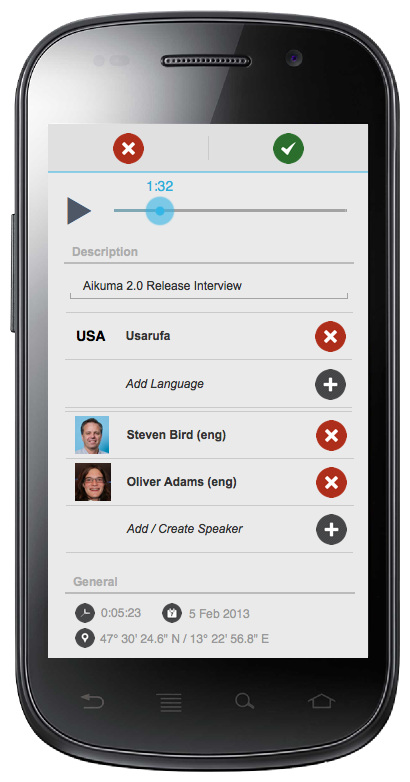 1:32
Description
Aikuma 2.0 Release Interview
USA Usarufa
Add Language
Steven Bird (eng)
Oliver Adams (eng)
Add / Create Speaker
General
0:05:23 5 Feb 2013
47° 30' 24.6" N / 13° 22' 56.8" E